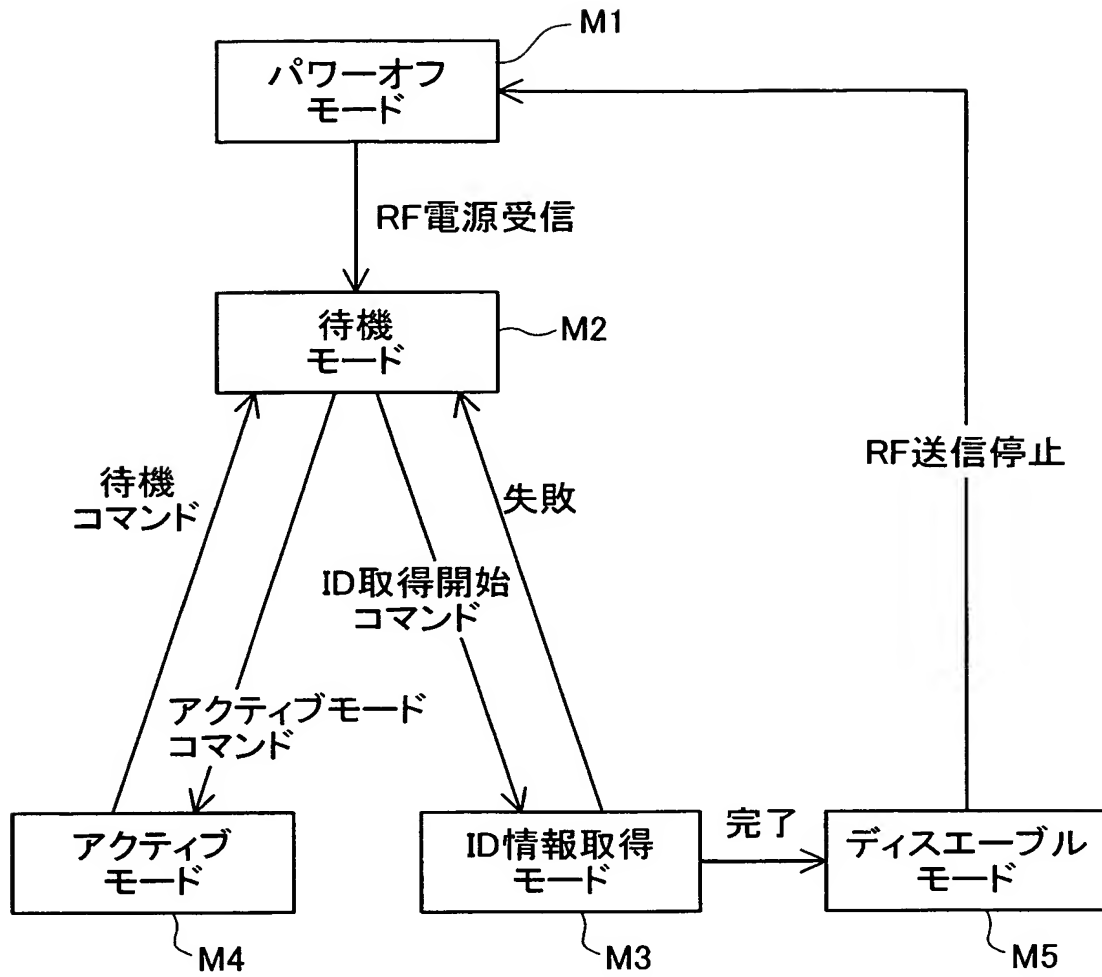 M1
パワーオフ
モード
RF電源受信
待機
モード
M2
RF送信停止
待機
コマンド
失敗
ID取得開始
コマンド
アクティブモード
コマンド
完了
アクティブ
モード
ID情報取得
モード
ディスエーブル
モード
M4
M3
M5